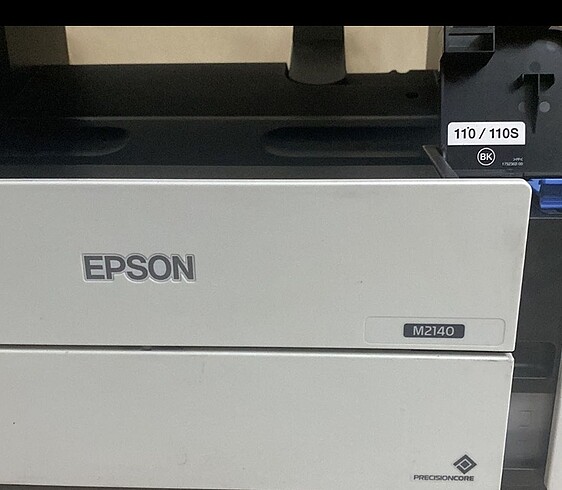 110 / 110S
BK
EPSON
M2140
PRECISIONCORE